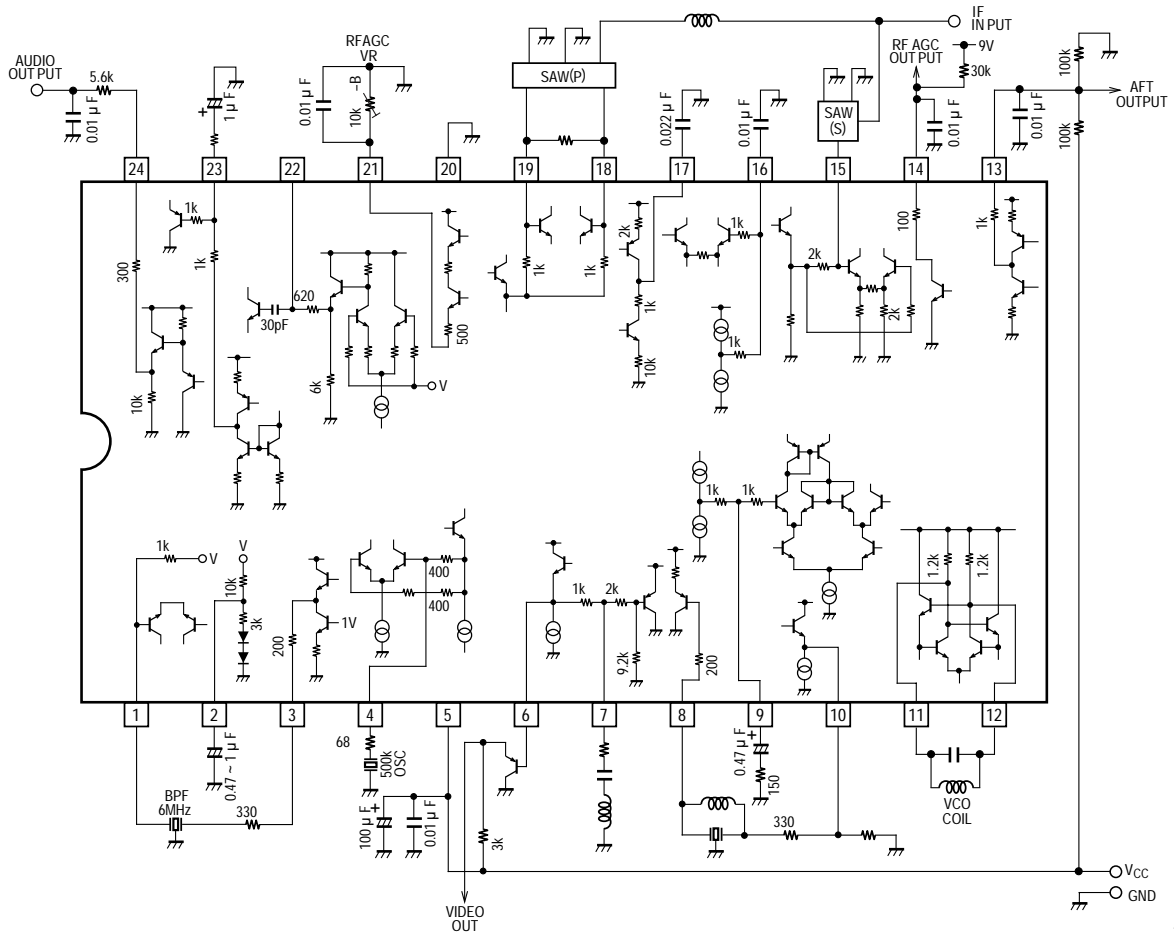 IF
IN PUT
AUDIO
OUT PUT
5.6k
0.01 μF
1 μF
+
RFAGC
VR
0.001 μF
10k
-B
SAW(P)
0.022 μF
0.01 μF
SAW
(S)
RF AGC
OUT PUT
9V
30k
0.01 μF
0.01 μF
100k
AFT
OUTPUT
100k
24
23
22
21
20
19
18
17
16
15
14
13
300
1k
1k
620
30pF
6k
10k
V
500
1k
1k
2k
1k
10k
1k
1k
2k
2k
100
1k
1k
V
V
10k
3k
200
1V
400
400
1k
2k
9.2k
200
1k
1k
1.2k
1.2k
1
2
3
4
5
6
7
8
9
10
11
12
0.47 ~ 1 μF
BPF
6MHz
330
68
500k
OSC
100 μF
+
0.01 μF
3k
VIDEO
OUT
0.47 μF
+
150
330
VCO
COIL
VCC
GND